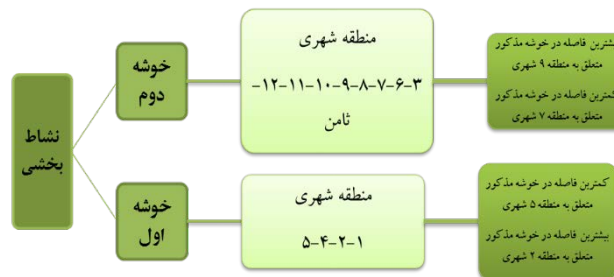 نشاط
بخشی
خوشه
دوم
منطقه شهری
۳-۶-۷-۸-۹-۱۰-۱۱-۱۲-
ثامن
بیشترین فاصله در خوشه مذکور
متعلق به منطقه ۹ شهری
کمترین فاصله در خوشه مذکور
متعلق به منطقه ۷ شهری
خوشه
اول
منطقه شهری
۱-۲-۴-۵
کمترین فاصله در خوشه مذکور
متعلق به منطقه ۵ شهری
بیشترین فاصله در خوشه مذکور
متعلق به منطقه ۲ شهری